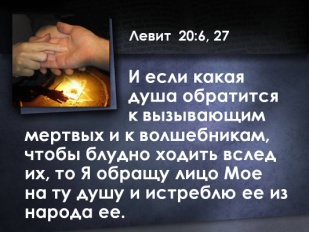 Левит 20:6, 27
И если какая
душа обратится
к вызывающим
мертвых и к волшебникам,
чтобы блудно ходить вслед
их, то Я обращу лицо Мое
на ту душу и истреблю ее из
народа ее.